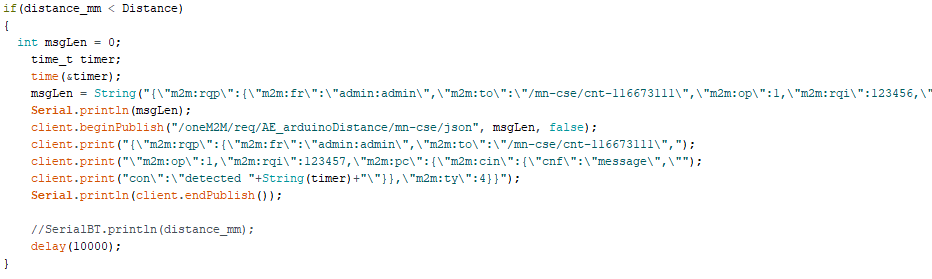 if(distance_mm < Distance)
{
int msgLen = 0;
time_t timer;
time(&timer);
msgLen = String("{\"m2m:rqp\":{\"m2m:fr\":\"admin:admin\",\"m2m:to\":\"/mn-cse/cnt-116673111\",\"m2m:op\":1,\"m2m:rqi\":123456,\"
Serial.println(msgLen);
client.beginPublish("/oneM2M/req/AE_arduinoDistance/mn-cse/json", msgLen, false);
client.print("{\"m2m:rqp\":{\"m2m:fr\":\"admin:admin\",\"m2m:to\":\"/mn-cse/cnt-116673111\",");
client.print("\"m2m:op\":1,\"m2m:rqi\":123457,\"m2m:pc\":{\"m2m:cin\":{\"cnf\":\"message\",\"");
client.print("con\":\"detected "+String(timer)+"\"}},\"m2m:ty\":4}}");
Serial.println(client.endPublish());
//SerialBT.println(distance_mm);
delay(10000);
}